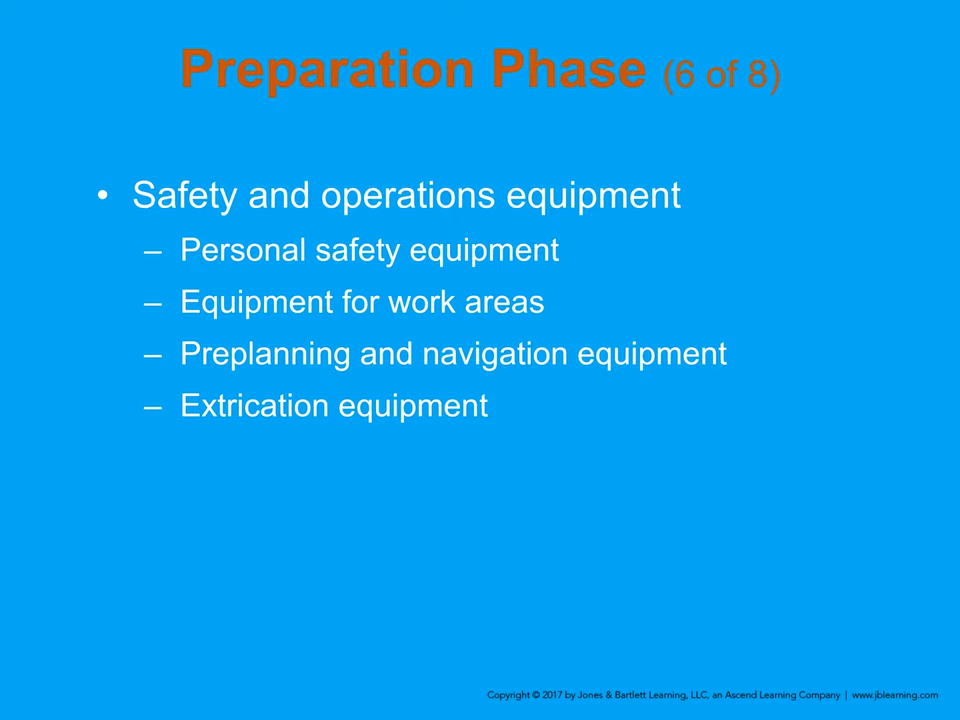 Preparation Phase (6 of 8)
• Safety and operations equipment
– Personal safety equipment
– Equipment for work areas
– Preplanning and navigation equipment
– Extrication equipment
Copyright © 2017 by Jones & Bartlett Learning, LLC, an Ascend Learning Company | www.jblearning.com